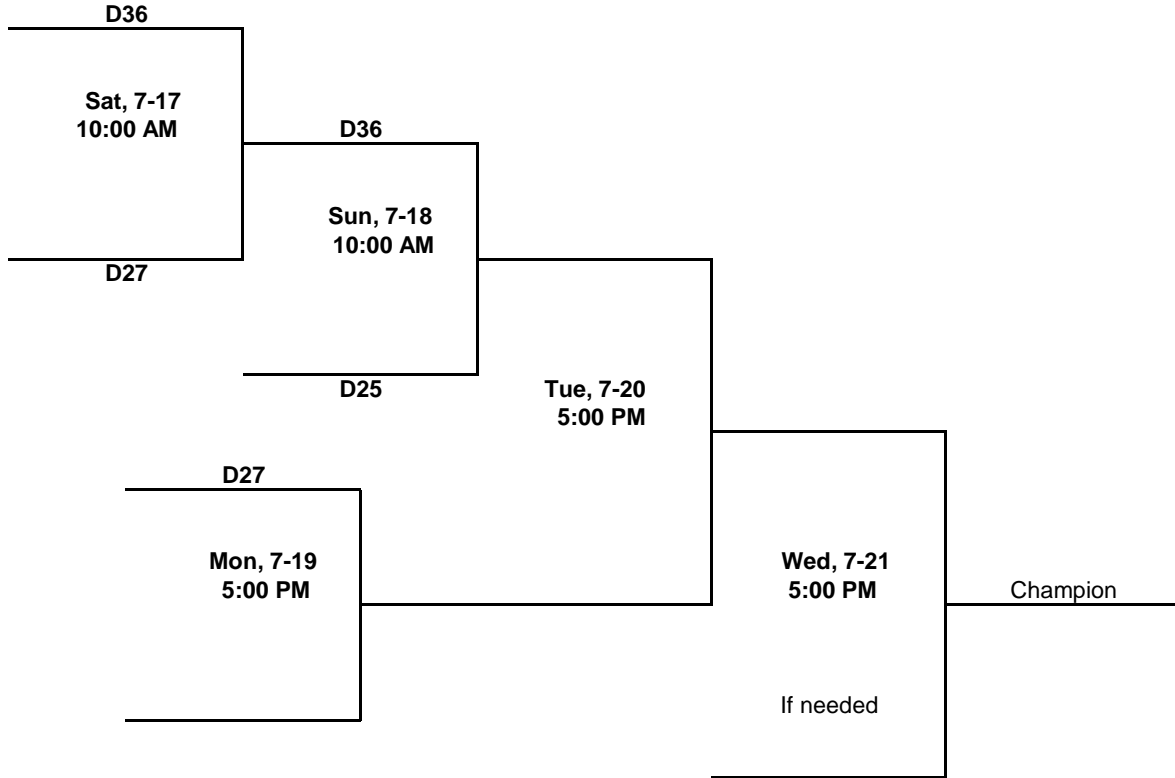 D36
Sat, 7-17
10:00 AM
D36
Sun, 7-18
10:00 AM
D27
D25
Tue, 7-20
5:00 PM
D27
Mon, 7-19
5:00 PM
Wed, 7-21
5:00 PM
Champion
If needed